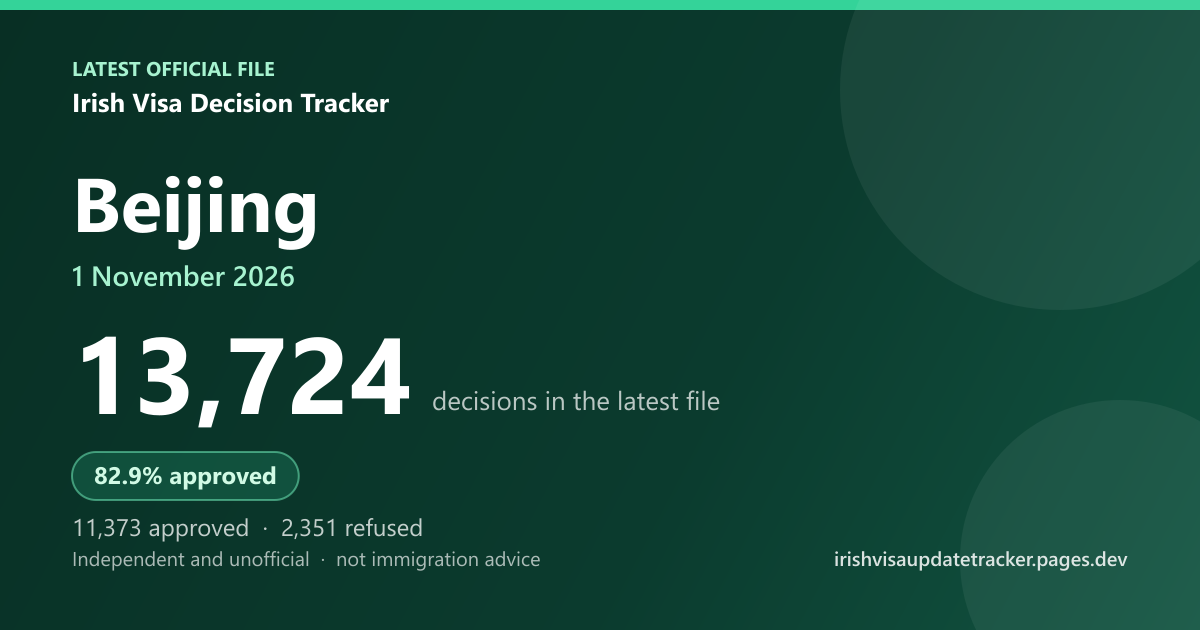 LATEST OFFICIAL FILE
Irish Visa Decision Tracker
Beijing
1 November 2026
13,724 decisions in the latest file
82.9% approved
11,373 approved · 2,351 refused
Independent and unofficial · not immigration advice
irishvisaupdatetracker.pages.dev